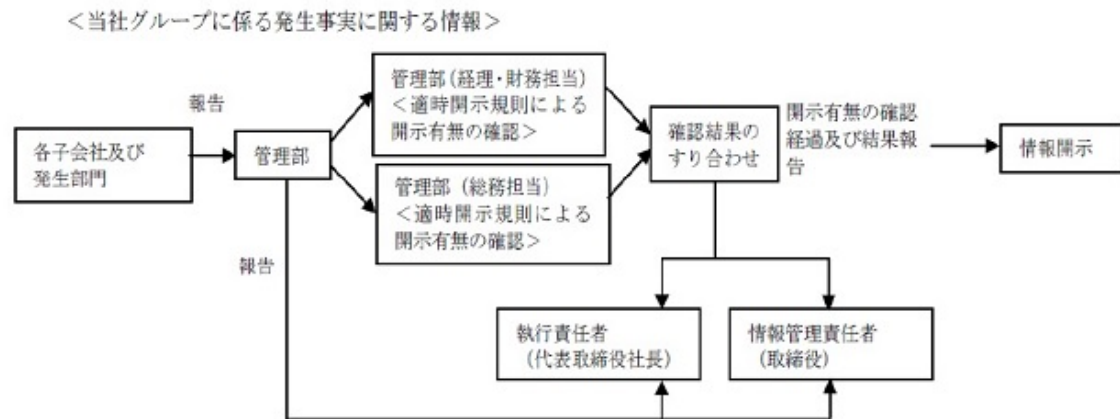 ＜当社グループに係る発生事実に関する情報＞
報告
各子会社及び
発生部門
管理部
管理部（経理・財務担当）
＜適時開示規則による
開示有無の確認＞
管理部（総務担当）
＜適時開示規則による
開示有無の確認＞
確認結果の
すり合わせ
開示有無の確認
経過及び結果報
告
情報開示
報告
執行責任者
（代表取締役社長）
情報管理責任者
（取締役）